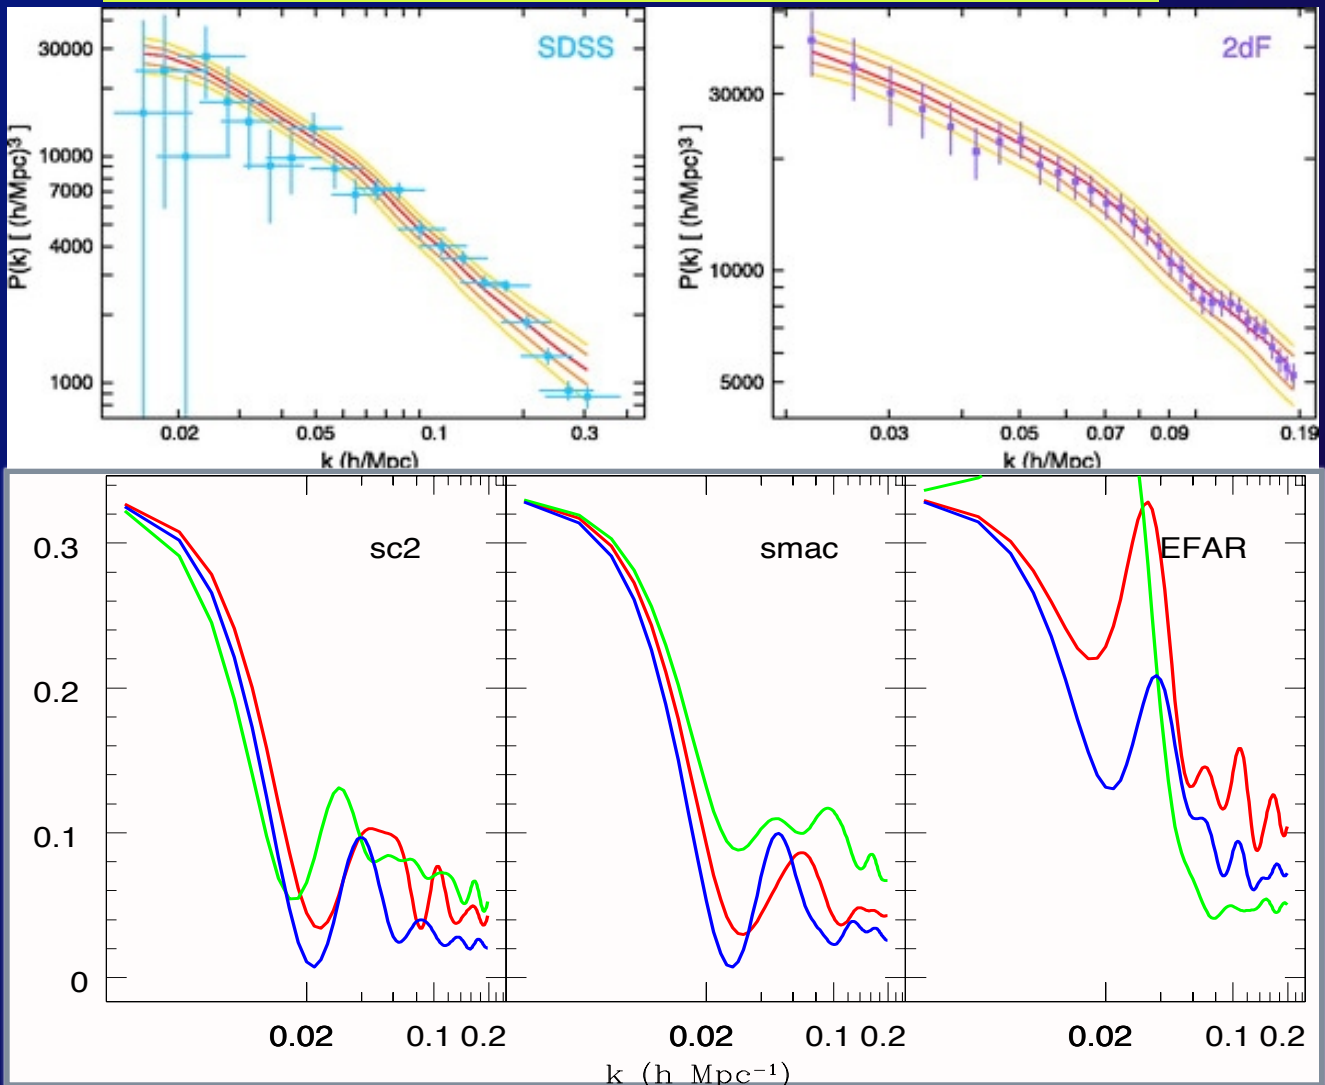 SDSS
P(k) [ (h/Mpc)³ ]
30000
10000
7000
4000
1000
0.02 0.05 0.1 0.3
k (h/Mpc)
2dF
P(k) [ (h/Mpc)³ ]
30000
10000
5000
0.03 0.05 0.07 0.09 0.19
k (h/Mpc)
sc2 smac EFAR
0.3
0.2
0.1
0
0.02 0.1 0.2 0.02 0.1 0.2 0.02 0.1 0.2
k (h Mpc⁻¹)